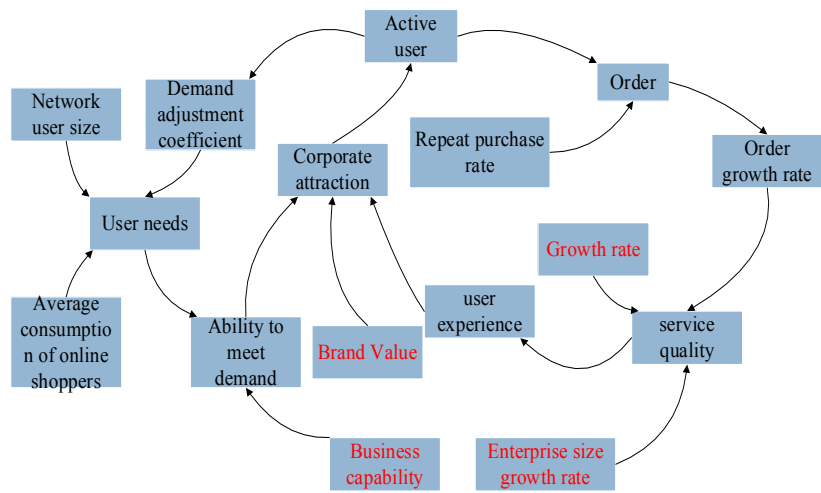 Active
user
Order
Network
user size
Demand
adjustment
coefficient
Repeat purchase
rate
Order
growth rate
Corporate
attraction
User needs
Growth rate
Average
consumptio
n of online
shoppers
Ability to
meet
demand
Brand Value
user
experience
service
quality
Business
capability
Enterprise size
growth rate